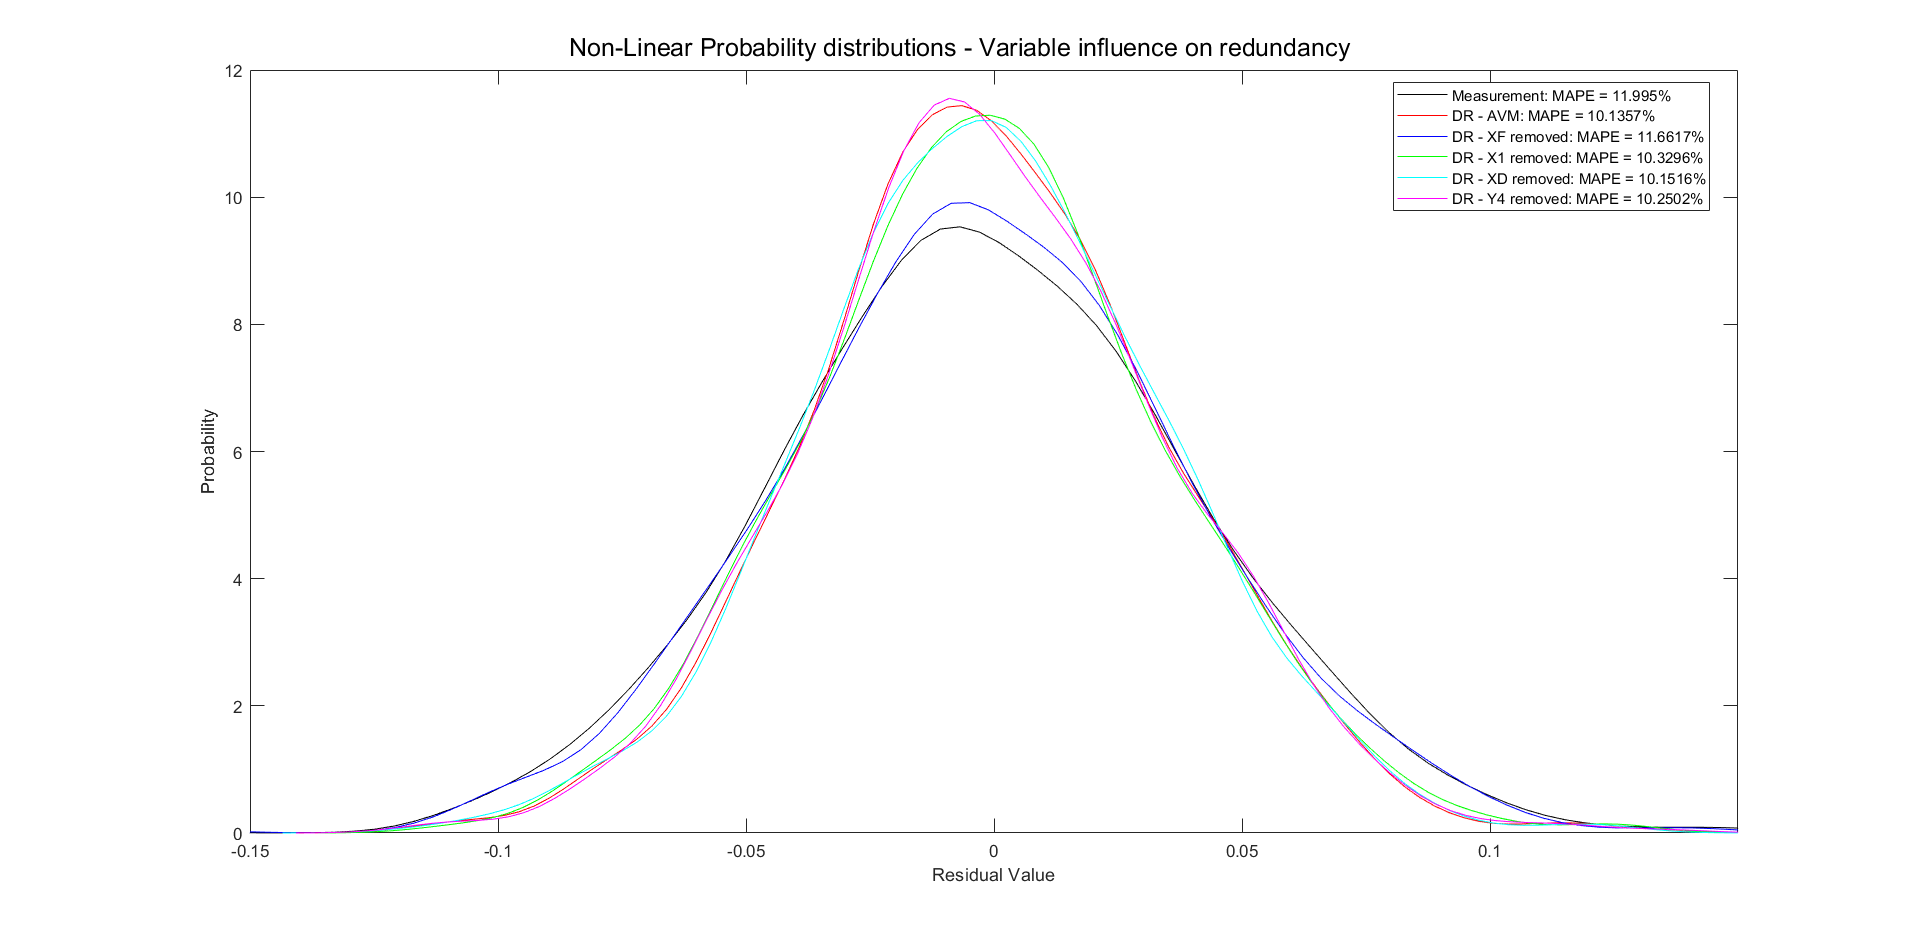 Non-Linear Probability distributions - Variable influence on redundancy
12
Measurement: MAPE = 11.995%
DR - AVM: MAPE = 10.1357%
DR - XF removed: MAPE = 11.6617%
DR - X1 removed: MAPE = 10.3296%
DR - XD removed: MAPE = 10.1516%
DR - Y4 removed: MAPE = 10.2502%
10
8
6
Probability
4
2
0
-0.15 -0.1 -0.05 0 0.05 0.1
Residual Value